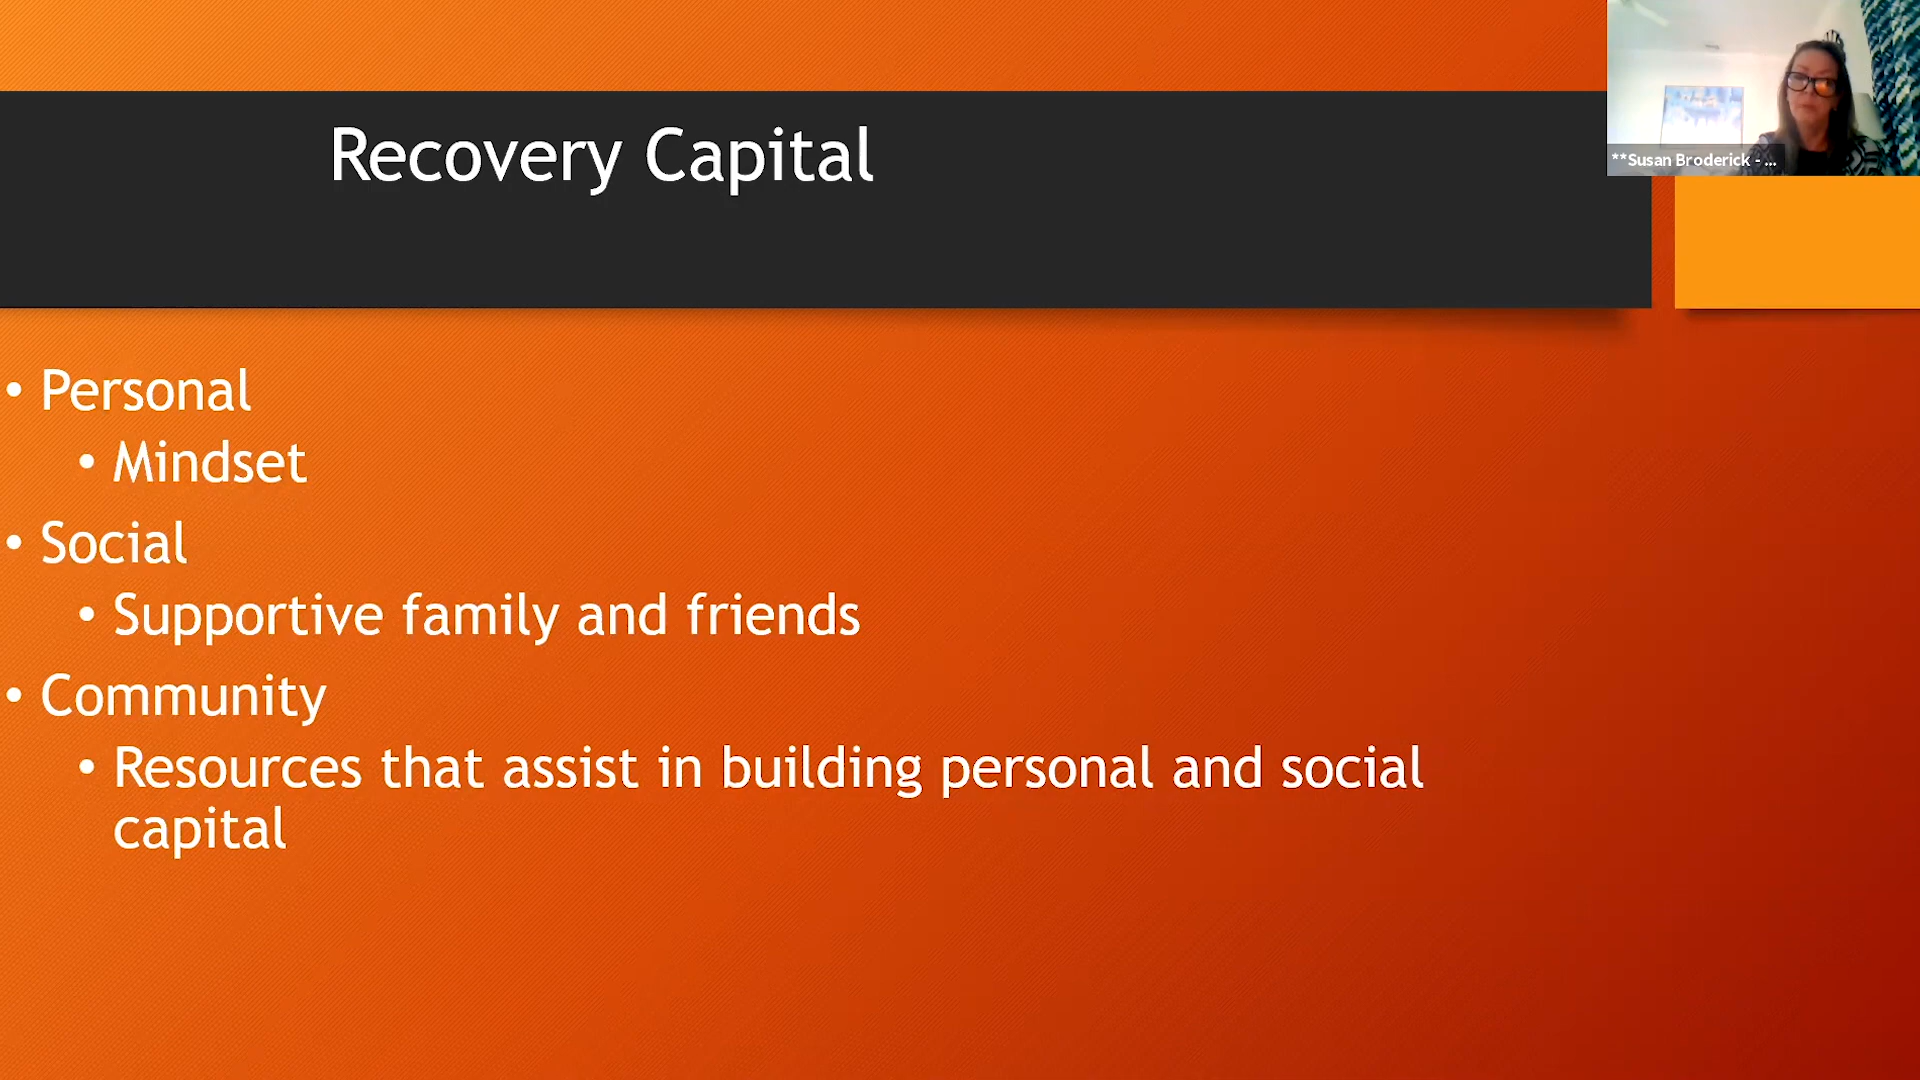 Recovery Capital
**Susan Broderick - ...
• Personal
• Mindset
• Social
• Supportive family and friends
• Community
• Resources that assist in building personal and social
capital